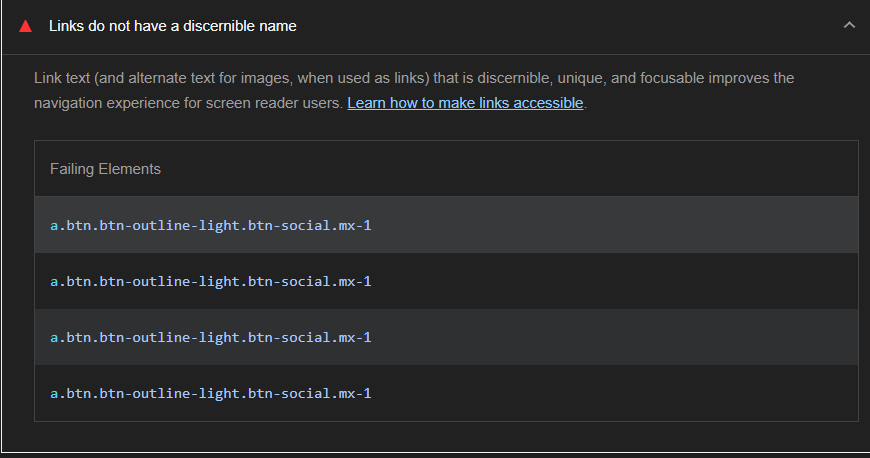 Links do not have a discernible name
Link text (and alternate text for images, when used as links) that is discernible, unique, and focusable improves the
navigation experience for screen reader users. Learn how to make links accessible.
Failing Elements
a.btn.btn-outline-light.btn-social.mx-1
a.btn.btn-outline-light.btn-social.mx-1
a.btn.btn-outline-light.btn-social.mx-1
a.btn.btn-outline-light.btn-social.mx-1